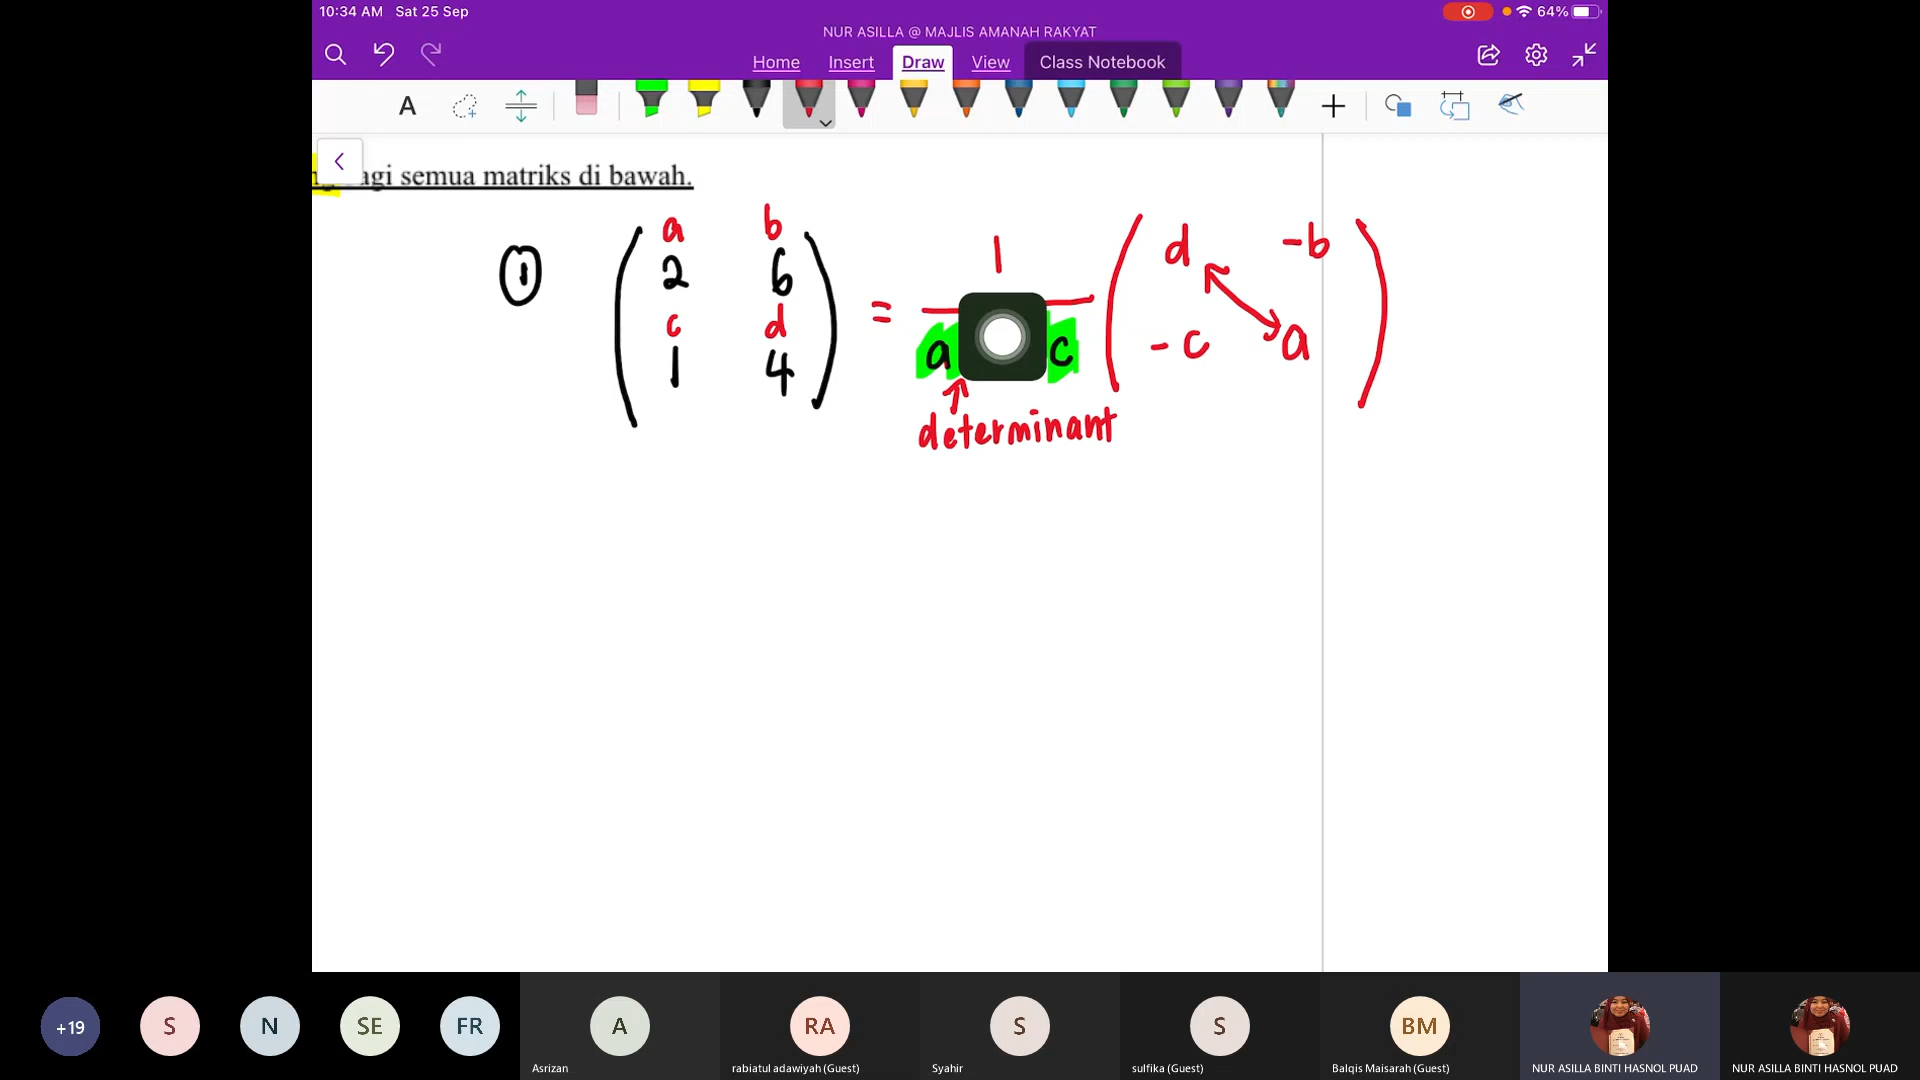 10:34 AM Sat 25 Sep
64%
NUR ASILLA @ MAJLIS AMANAH RAKYAT
Home Insert Draw View Class Notebook
A
agi semua matriks di bawah.
a b
① 2 6
c d
1 4
= 1
a c
d -b
-c a
determinant
+19 S N SE FR A RA S S BM
Asrizan rabiatul adawiyah (Guest) Syahir sulfika (Guest) Balqis Maisarah (Guest) NUR ASILLA BINTI HASNOL PUAD NUR ASILLA BINTI HASNOL PUAD